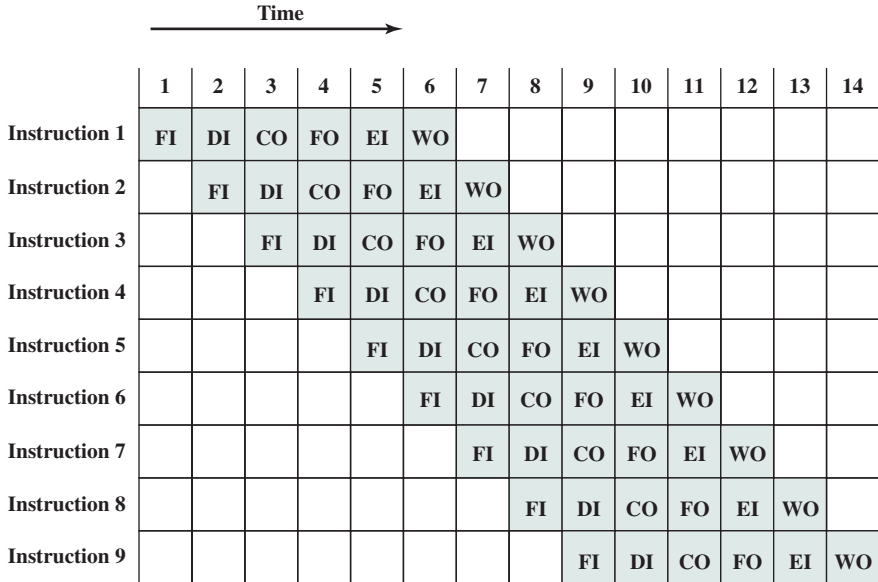 Time
1 2 3 4 5 6 7 8 9 10 11 12 13 14
Instruction 1 FI DI CO FO EI WO
Instruction 2 FI DI CO FO EI WO
Instruction 3 FI DI CO FO EI WO
Instruction 4 FI DI CO FO EI WO
Instruction 5 FI DI CO FO EI WO
Instruction 6 FI DI CO FO EI WO
Instruction 7 FI DI CO FO EI WO
Instruction 8 FI DI CO FO EI WO
Instruction 9 FI DI CO FO EI WO